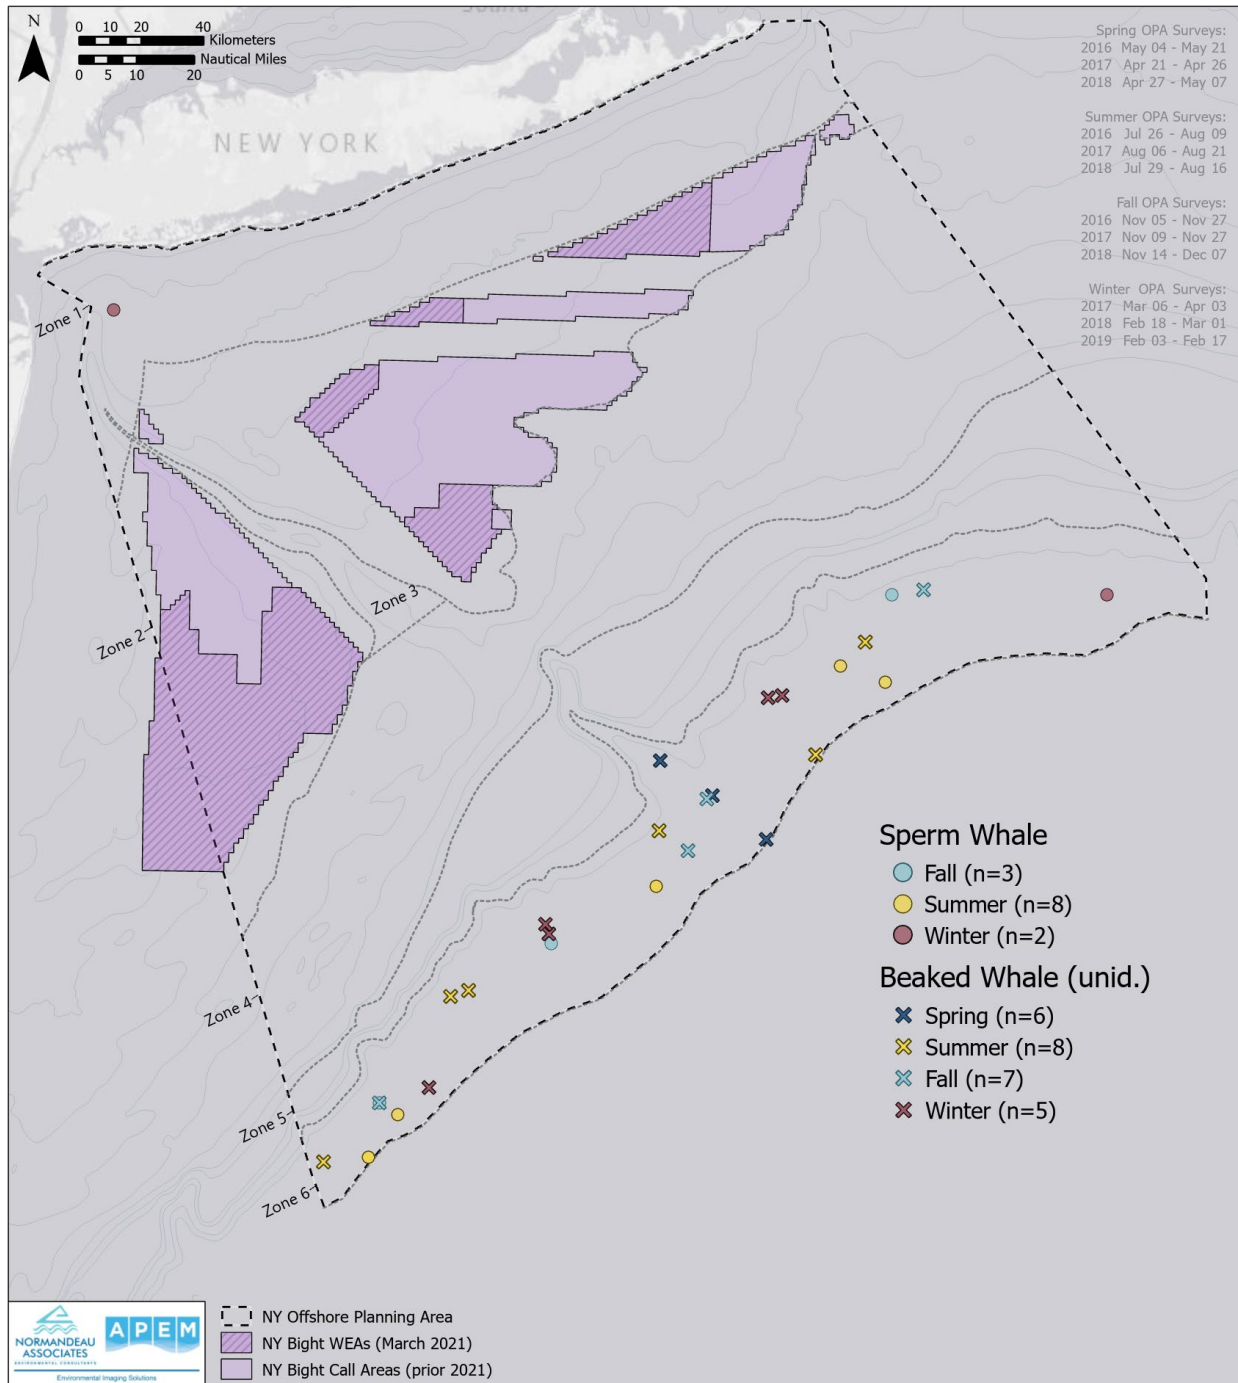 Sound
N
0 10 20 40
Kilometers
Nautical Miles
0 5 10 20
NEW YORK
Spring OPA Surveys:
2016 May 04 - May 21
2017 Apr 21 - Apr 26
2018 Apr 27 - May 07
Summer OPA Surveys:
2016 Jul 26 - Aug 09
2017 Aug 06 - Aug 21
2018 Jul 29 - Aug 16
Fall OPA Surveys:
2016 Nov 05 - Nov 27
2017 Nov 09 - Nov 27
2018 Nov 14 - Dec 07
Winter OPA Surveys:
2017 Mar 06 - Apr 03
2018 Feb 18 - Mar 01
2019 Feb 03 - Feb 17
Zone 1
Zone 3
Zone 2
Zone 4
Zone 5
Zone 6
Sperm Whale
Fall (n=3)
Summer (n=8)
Winter (n=2)
Beaked Whale (unid.)
Spring (n=6)
Summer (n=8)
Fall (n=7)
Winter (n=5)
NORMANDEAU
ASSOCIATES
ENVIRONMENTAL CONSULTANTS
APEM
Environmental Imaging Solutions
NY Offshore Planning Area
NY Bight WEAs (March 2021)
NY Bight Call Areas (prior 2021)